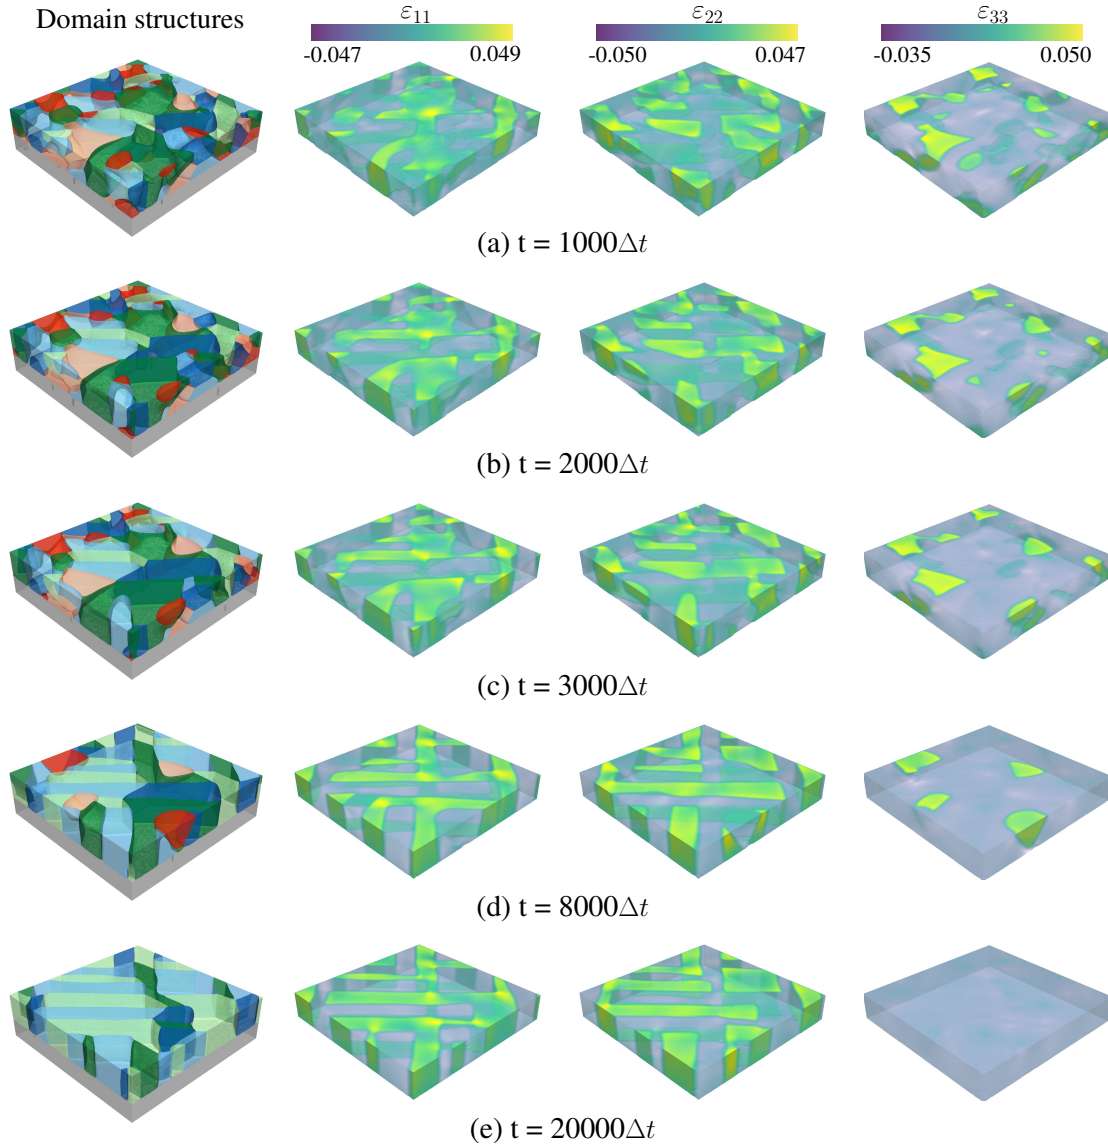 Domain structures ε₁₁ ε₂₂ ε₃₃
-0.047 0.049 -0.050 0.047 -0.035 0.050
(a) t = 1000Δt
(b) t = 2000Δt
(c) t = 3000Δt
(d) t = 8000Δt
(e) t = 20000Δt